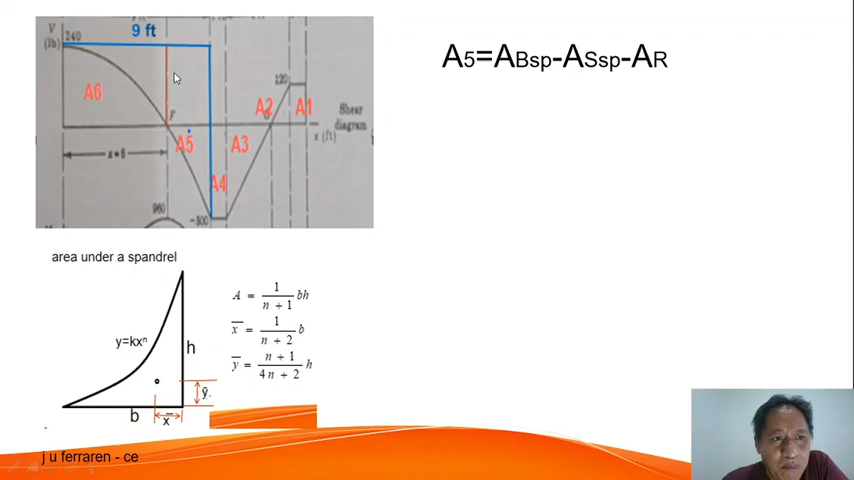 V
(lb)
240
9 ft
A5=ABsp-ASsp-AR
A6
F
120
A2
A1
Shear
diagram
x (ft)
A5
A3
x = 6
A4
960
-300
area under a spandrel
y=kxⁿ
h
ȳ.
b
x̄
A = 1/(n + 1) bh
x̄ = 1/(n + 2) b
ȳ = (n + 1)/(4n + 2) h
j u ferraren - ce